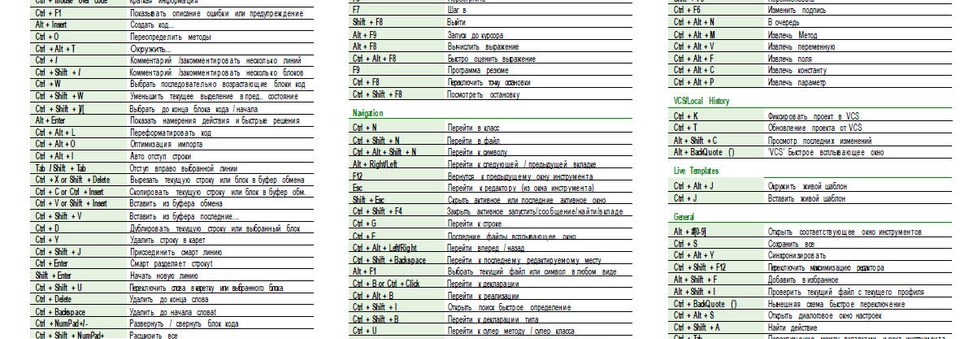 Ctrl + Mouse over code Краткая информация
Ctrl + F1 Показывать описание ошибки или предупреждение
Alt + Insert Создать код...
Ctrl + O Переопределить методы
Ctrl + Alt + T Окружить...
Ctrl + / Комментарий /закомментировать несколько линий
Ctrl + Shift + / Комментарий /закомментировать несколько блоков
Ctrl + W Выбрать последовательно возрастающие блоки код
Ctrl + Shift + W Уменьшить текущее выделение в пред.. состояние
Ctrl + Shift + ]/[ Выбрать до конца блока кода / начала
Alt + Enter Показать намерения действия и быстрые решения
Ctrl + Alt + L Переформатировать код
Ctrl + Alt + O Оптимизация импорта
Ctrl + Alt + I Авто отступ строки
Tab / Shift + Tab Отступ вправо выбранной линии
Ctrl + X or Shift + Delete Вырезать текущую строку или блок в буфер обмена
Ctrl + C or Ctrl + Insert Скопировать текущую строку или блок в буфер обм.
Ctrl + V or Shift + Insert Вставить из буфера обмена
Ctrl + Shift + V Вставить из буфера последние...
Ctrl + D Дублировать текущую строку или выбранный блок
Ctrl + Y Удалить строку в карет
Ctrl + Shift + J Присоединить смарт линию
Ctrl + Enter Смарт разделяет строкуt
Shift + Enter Начать новую линию
Ctrl + Shift + U Переключить слова в каретку или выбранного блока
Ctrl + Delete Удалить до конца слова
Ctrl + Backspace Удалить до начала словаt
Ctrl + NumPad+/- Развернуть / свернуть блок кода
Ctrl + Shift + NumPad+ Расширить все
F7 Шаг в
Shift + F8 Выйти
Alt + F9 Запуск до курсора
Alt + F8 Вычислить выражение
Ctrl + Alt + F8 Быстро оценить выражение
F9 Программа резюме
Ctrl + F8 Переключить точку остановки
Ctrl + Shift + F8 Посмотреть остановку
Navigation
Ctrl + N Перейти в класс
Ctrl + Shift + N Перейти в файл
Ctrl + Alt + Shift + N Перейти к символу
Alt + Right/Left Перейти к следующей / предыдущей вкладке
F12 Вернутся к предыдущему окну инструмента
Esc Перейти к редактору (из окна инструмента)
Shift + Esc Скрыть активное или последние активное окно
Ctrl + Shift + F4 Закрыть активное запустить/сообщение/найти/вкладе
Ctrl + G Перейти к строке
Ctrl + E Последние файлы всплывающее окно
Ctrl + Alt + Left/Right Перейти вперед / назад
Ctrl + Shift + Backspace Перейти к последнему редактируемому месту
Alt + F1 Выбрать текущий файл или символ в любом виде
Ctrl + B or Ctrl + Click Перейти к декларации
Ctrl + Alt + B Перейти к реализации
Ctrl + Shift + I Открыть поиск быстрое определение
Ctrl + Shift + B Перейти к декларации типа
Ctrl + U Перейти к супер методу / супер класса
Ctrl + F6 Изменить подпись
Ctrl + Alt + N В очередь
Ctrl + Alt + M Извлечь Метод
Ctrl + Alt + V Извлечь переменную
Ctrl + Alt + F Извлечь поля
Ctrl + Alt + C Извлечь константу
Ctrl + Alt + P Извлечь параметр
VCS/Local History
Ctrl + K Фиксировать проект в VCS
Ctrl + T Обновление проекта от VCS
Alt + Shift + C Просмотр последних изменений
Alt + BackQuote (`) 'VCS' Быстрое всплывающее окно
Live Templates
Ctrl + Alt + J Окружить живой шаблон
Ctrl + J Вставить живой шаблон
General
Alt + #[0-9] Открыть соответствующее окно инструментов
Ctrl + S Сохранить все
Ctrl + Alt + Y Синхронизировать
Ctrl + Shift + F12 Переключить максимизацию редактора
Alt + Shift + F Добавить в избранное
Alt + Shift + I Проверить текущий файл с текущего профиля
Ctrl + BackQuote (`) Нынешняя схема быстрое переключение
Ctrl + Alt + S Открыть диалоговое окно настроек
Ctrl + Shift + A Найти действие
Ctrl + Tab